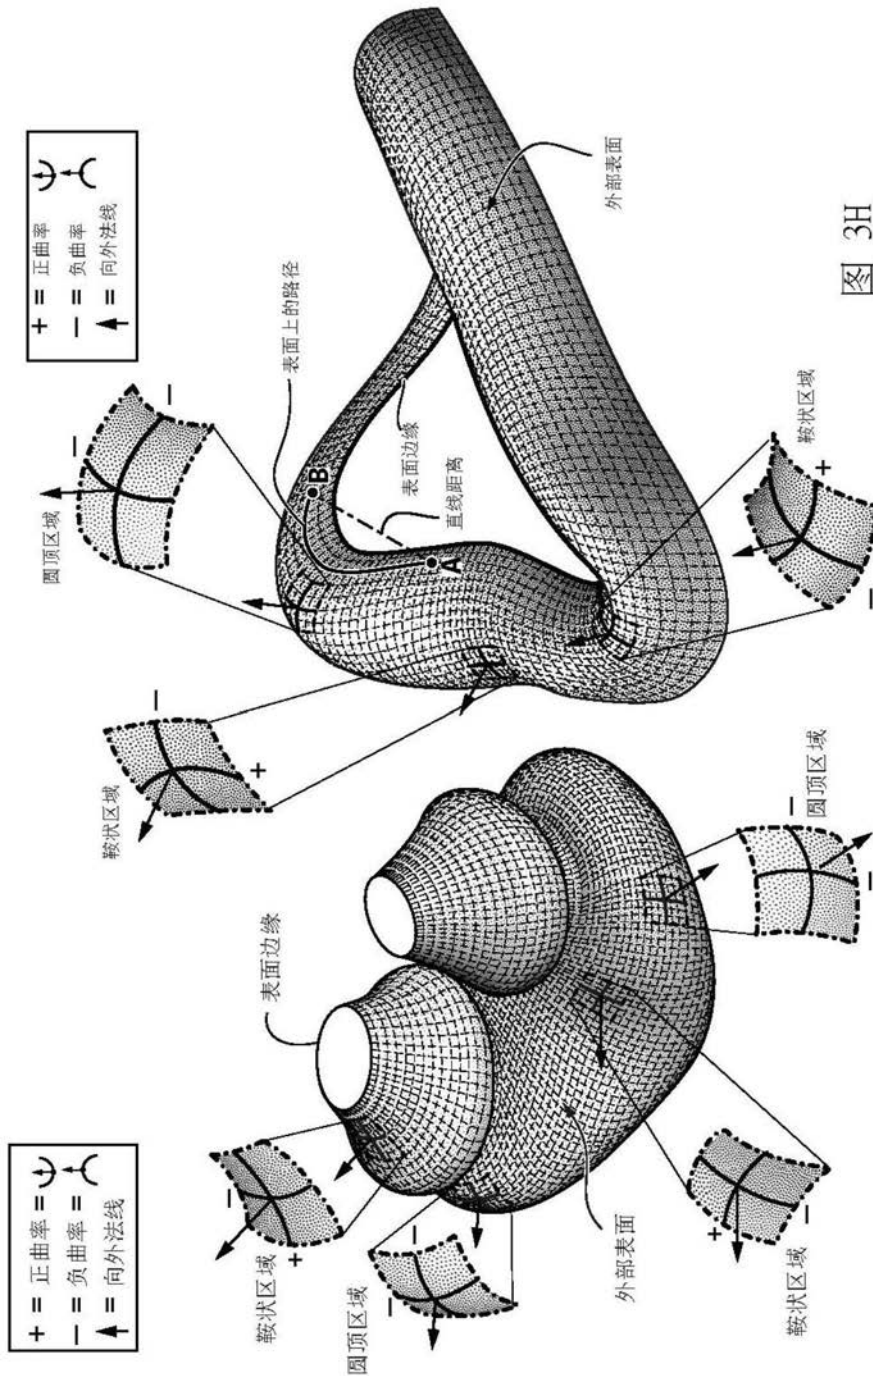 + = 正曲率
− = 负曲率
= 向外法线
圆顶区域
−
−
表面上的路径
鞍状区域
−
+
B
A
表面边缘
直线距离
外部表面
鞍状区域
+
−
+ = 正曲率 =
− = 负曲率 =
= 向外法线
鞍状区域
−
+
表面边缘
圆顶区域
−
−
外部表面
鞍状区域
+
−
圆顶区域
−
−
图 3H